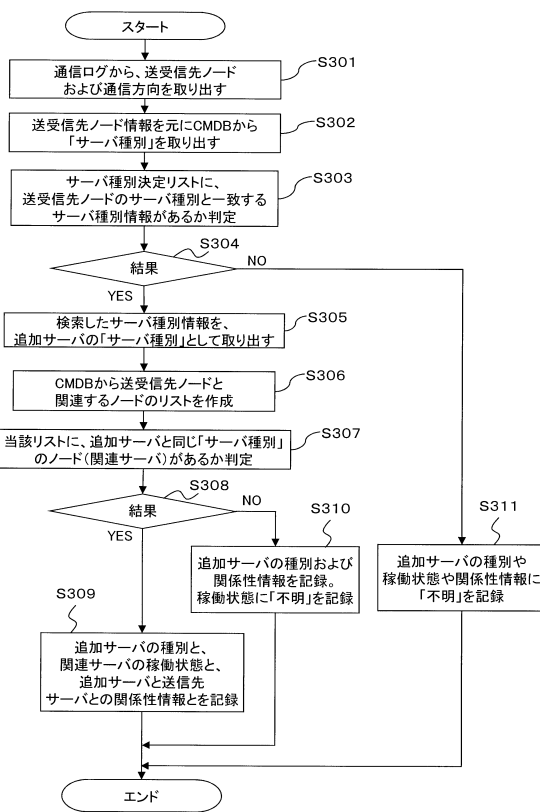 スタート
S301
通信ログから、送受信先ノード
および通信方向を取り出す
S302
送受信先ノード情報を元にCMDBから
「サーバ種別」を取り出す
S303
サーバ種別決定リストに、
送受信先ノードのサーバ種別と一致する
サーバ種別情報があるか判定
S304
結果
NO
YES
S305
検索したサーバ種別情報を、
追加サーバの「サーバ種別」として取り出す
S306
CMDBから送受信先ノードと
関連するノードのリストを作成
S307
当該リストに、追加サーバと同じ「サーバ種別」
のノード(関連サーバ)があるか判定
S308
結果
NO
YES
S310
追加サーバの種別および
関係性情報を記録。
稼働状態に「不明」を記録
S311
追加サーバの種別や
稼働状態や関係性情報に
「不明」を記録
S309
追加サーバの種別と、
関連サーバの稼働状態と、
追加サーバと送信先
サーバとの関係性情報とを記録
エンド